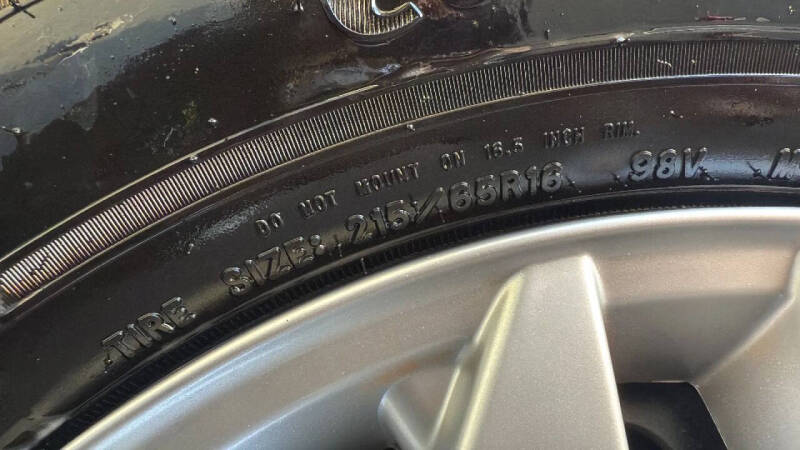 DO NOT MOUNT ON 16.5 INCH RIM.
TIRE SIZE: 215/65R16 98V M